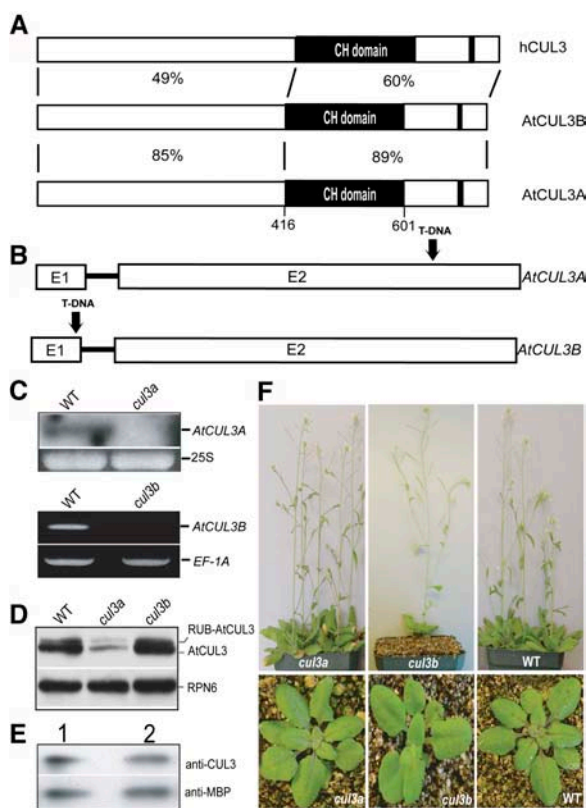 A
CH domain
hCUL3
49%
60%
CH domain
AtCUL3B
85%
89%
CH domain
AtCUL3A
416
601
T-DNA
B
E1
E2
AtCUL3A
T-DNA
E1
E2
AtCUL3B
C
WT
cul3a
AtCUL3A
25S
WT
cul3b
AtCUL3B
EF-1A
D
WT
cul3a
cul3b
RUB-AtCUL3
AtCUL3
RPN6
E
1
2
anti-CUL3
anti-MBP
F
cul3a
cul3b
WT
cul3a
cul3b
WT